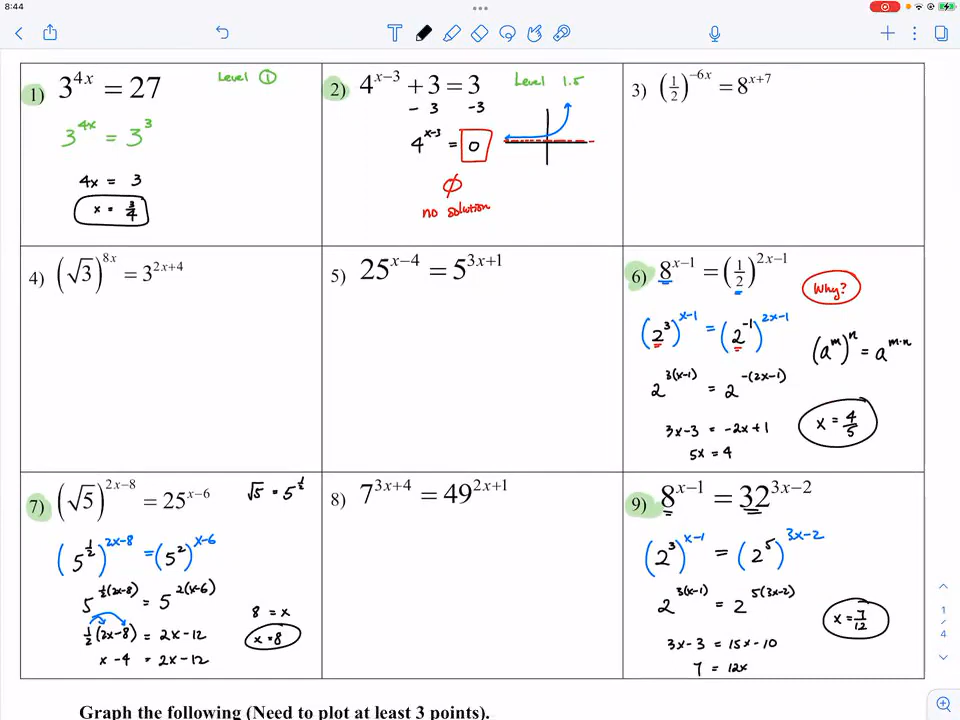 8:44
1) 3^{4x} = 27
Level ①
3^{4x} = 3^3
4x = 3
x = 3/4
2) 4^{x−3} + 3 = 3
Level 1.5
− 3 −3
4^{x−3} = 0
∅
no solution
3) (1/2)^{−6x} = 8^{x+7}
4) (√3)^{8x} = 3^{2x+4}
5) 25^{x−4} = 5^{3x+1}
6) 8^{x−1} = (1/2)^{2x−1}
Why?
(2^3)^{x−1} = (2^{−1})^{2x−1}
(a^m)^n = a^{m·n}
2^{3(x−1)} = 2^{−(2x−1)}
3x−3 = −2x+1
5x = 4
x = 4/5
7) (√5)^{2x−8} = 25^{x−6}
√5 = 5^{1/2}
(5^{1/2})^{2x−8} = (5^2)^{x−6}
5^{1/2(2x−8)} = 5^{2(x−6)}
1/2(2x−8) = 2x−12
x−4 = 2x−12
8 = x
x=8
8) 7^{3x+4} = 49^{2x+1}
9) 8^{x−1} = 32^{3x−2}
(2^3)^{x−1} = (2^5)^{3x−2}
2^{3(x−1)} = 2^{5(3x−2)}
3x−3 = 15x−10
7 = 12x
x=7/12
1
/
4
Graph the following (Need to plot at least 3 points).